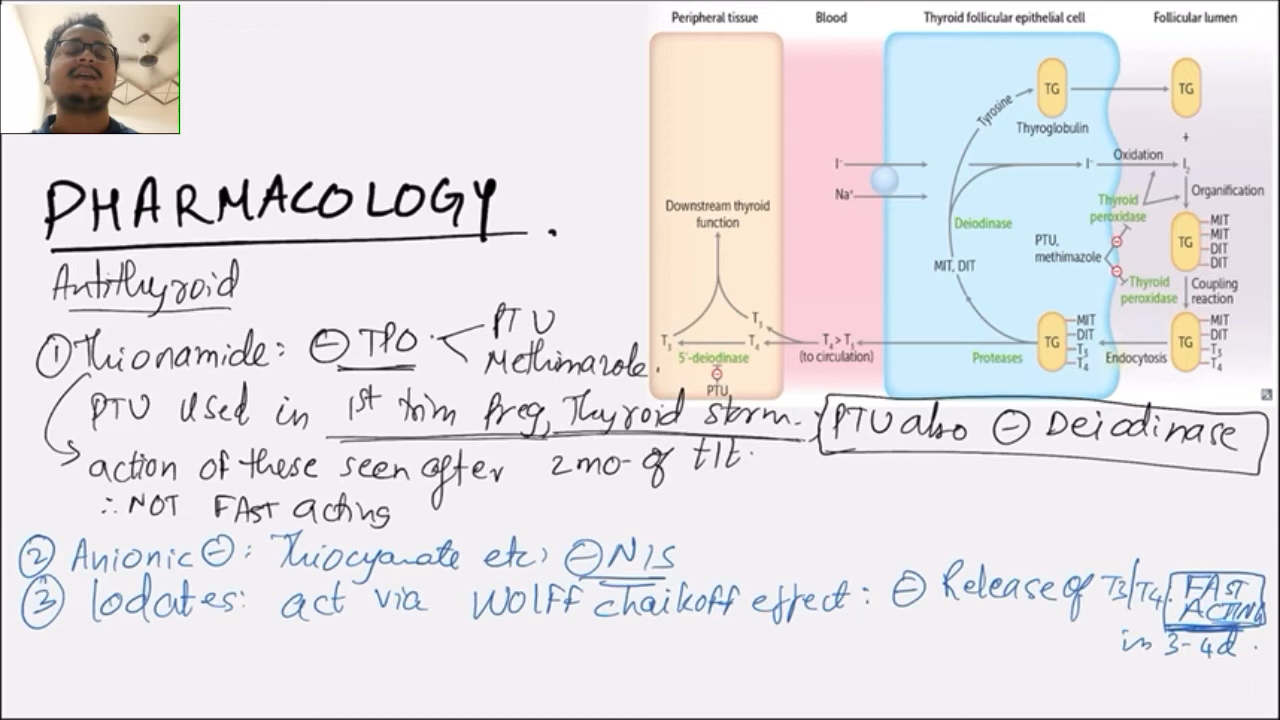 Peripheral tissue Blood Thyroid follicular epithelial cell Follicular lumen
TG TG
Tyrosine
Thyroglobulin
+
I⁻ I⁻ Oxidation I₂
Na⁺
Organification
Thyroid
peroxidase
Downstream thyroid
function
Deiodinase
MIT
MIT
TG
DIT
DIT
PTU,
methimazole
MIT, DIT
Thyroid
peroxidase
Coupling
reaction
T₃
T₃ T₄ T₄ > T₃
5'-deiodinase (to circulation)
PTU
Proteases
TG
MIT
DIT
T₃
T₄
Endocytosis
TG
MIT
DIT
T₃
T₄
PHARMACOLOGY.
Antithyroid
① Thionamide: ⊖ TPO. < PTU
Methimazole.
PTU used in 1st trim Preg, Thyroid storm. PTU also ⊖ Deiodinase
action of these seen after 2mo- of tlt.
∴ NOT FAST acting
② Anionic ⊖: Thiocyanate etc, ⊖ NIS
③ Iodates: act via Wolff chaikoff effect: ⊖ Release of T3/T4. FAST
ACTING
in 3-4d.